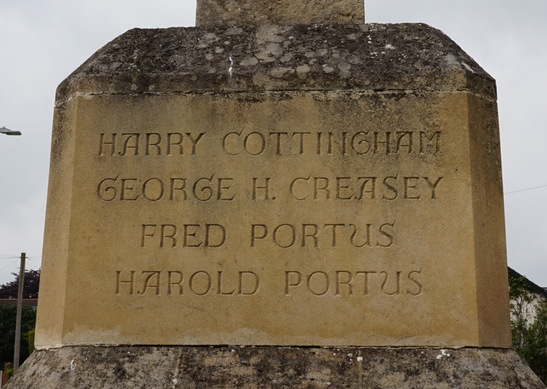 HARRY COTTINGHAM
GEORGE H. CREASEY
FRED PORTUS
HAROLD PORTUS